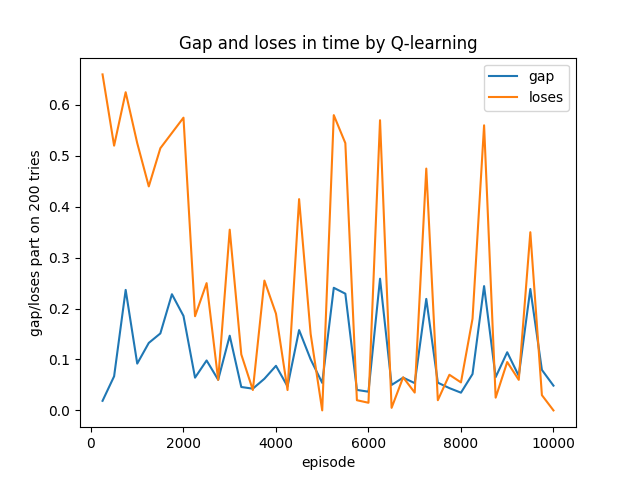 Gap and loses in time by Q-learning
gap
loses
gap/loses part on 200 tries
0.6
0.5
0.4
0.3
0.2
0.1
0.0
0 2000 4000 6000 8000 10000
episode